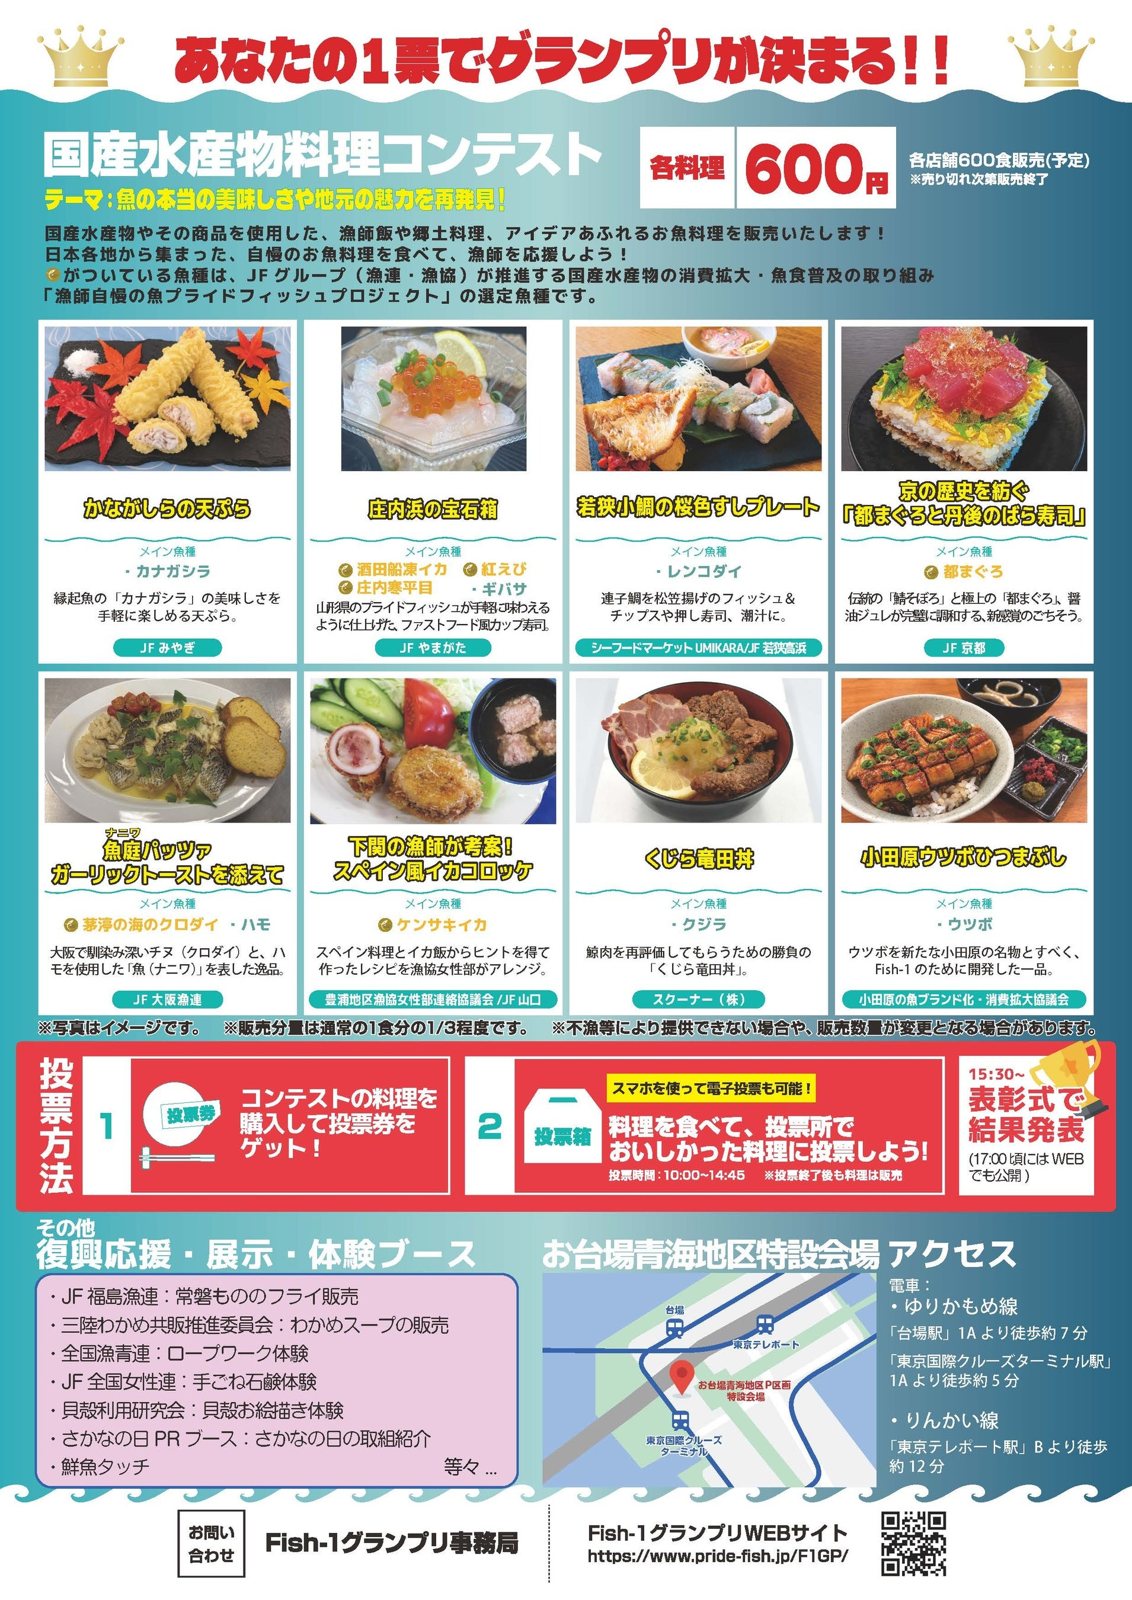 あなたの1票でグランプリが決まる！！
国産水産物料理コンテスト
各料理
600円
各店舗600食販売(予定)
※売り切れ次第販売終了
テーマ：魚の本当の美味しさや地元の魅力を再発見！
国産水産物やその商品を使用した、漁師飯や郷土料理、アイデアあふれるお魚料理を販売いたします！
日本各地から集まった、自慢のお魚料理を食べて、漁師を応援しよう！
がついている魚種は、JFグループ（漁連・漁協）が推進する国産水産物の消費拡大・魚食普及の取り組み
「漁師自慢の魚プライドフィッシュプロジェクト」の選定魚種です。
かながしらの天ぷら
メイン魚種
・カナガシラ
縁起魚の「カナガシラ」の美味しさを
手軽に楽しめる天ぷら。
JFみやぎ
庄内浜の宝石箱
メイン魚種
酒田船凍イカ 紅えび
庄内寒平目 ・ギバサ
山形県のプライドフィッシュが手軽に味わえる
ように仕上げた、ファストフード風カップ寿司。
JFやまがた
若狭小鯛の桜色すしプレート
メイン魚種
・レンコダイ
連子鯛を松笠揚げのフィッシュ＆
チップスや押し寿司、潮汁に。
シーフードマーケットUMIKARA/JF若狭高浜
京の歴史を紡ぐ
「都まぐろと丹後のばら寿司」
メイン魚種
都まぐろ
伝統の「鯖そぼろ」と極上の「都まぐろ」、醤
油ジュレが完璧に調和する、新感覚のごちそう。
JF京都
ナニワ
魚庭パッツァ
ガーリックトーストを添えて
メイン魚種
茅渟の海のクロダイ ・ハモ
大阪で馴染み深いチヌ（クロダイ）と、ハ
モを使用した「魚（ナニワ）」を表した逸品。
JF大阪漁連
下関の漁師が考案！
スペイン風イカコロッケ
メイン魚種
ケンサキイカ
スペイン料理とイカ飯からヒントを得て
作ったレシピを漁協女性部がアレンジ。
豊浦地区漁協女性部連絡協議会/JF山口
くじら竜田丼
メイン魚種
・クジラ
鯨肉を再評価してもらうための勝負の
「くじら竜田丼」。
スクーナー（株）
小田原ウツボひつまぶし
メイン魚種
・ウツボ
ウツボを新たな小田原の名物とすべく、
Fish-1のために開発した一品。
小田原の魚ブランド化・消費拡大協議会
※写真はイメージです。 ※販売分量は通常の1食分の1/3程度です。 ※不漁等により提供できない場合や、販売数量が変更となる場合があります。
投票方法
1
投票券
コンテストの料理を
購入して投票券を
ゲット！
2
投票箱
スマホを使って電子投票も可能！
料理を食べて、投票所で
おいしかった料理に投票しよう!
投票時間：10:00~14:45 ※投票終了後も料理は販売
15:30~
表彰式で
結果発表
(17:00頃にはWEB
でも公開)
その他
復興応援・展示・体験ブース
・JF福島漁連：常磐もののフライ販売
・三陸わかめ共販推進委員会：わかめスープの販売
・全国漁青連：ロープワーク体験
・JF全国女性連：手ごね石鹸体験
・貝殻利用研究会：貝殻お絵描き体験
・さかなの日PRブース：さかなの日の取組紹介
・鮮魚タッチ 等々...
お台場青海地区特設会場 アクセス
台場
東京テレポート
お台場青海地区P区画
特設会場
東京国際クルーズ
ターミナル
電車：
・ゆりかもめ線
「台場駅」1Aより徒歩約7分
「東京国際クルーズターミナル駅」
1Aより徒歩約5分
・りんかい線
「東京テレポート駅」Bより徒歩
約12分
お問い
合わせ
Fish-1グランプリ事務局
Fish-1グランプリWEBサイト
https://www.pride-fish.jp/F1GP/